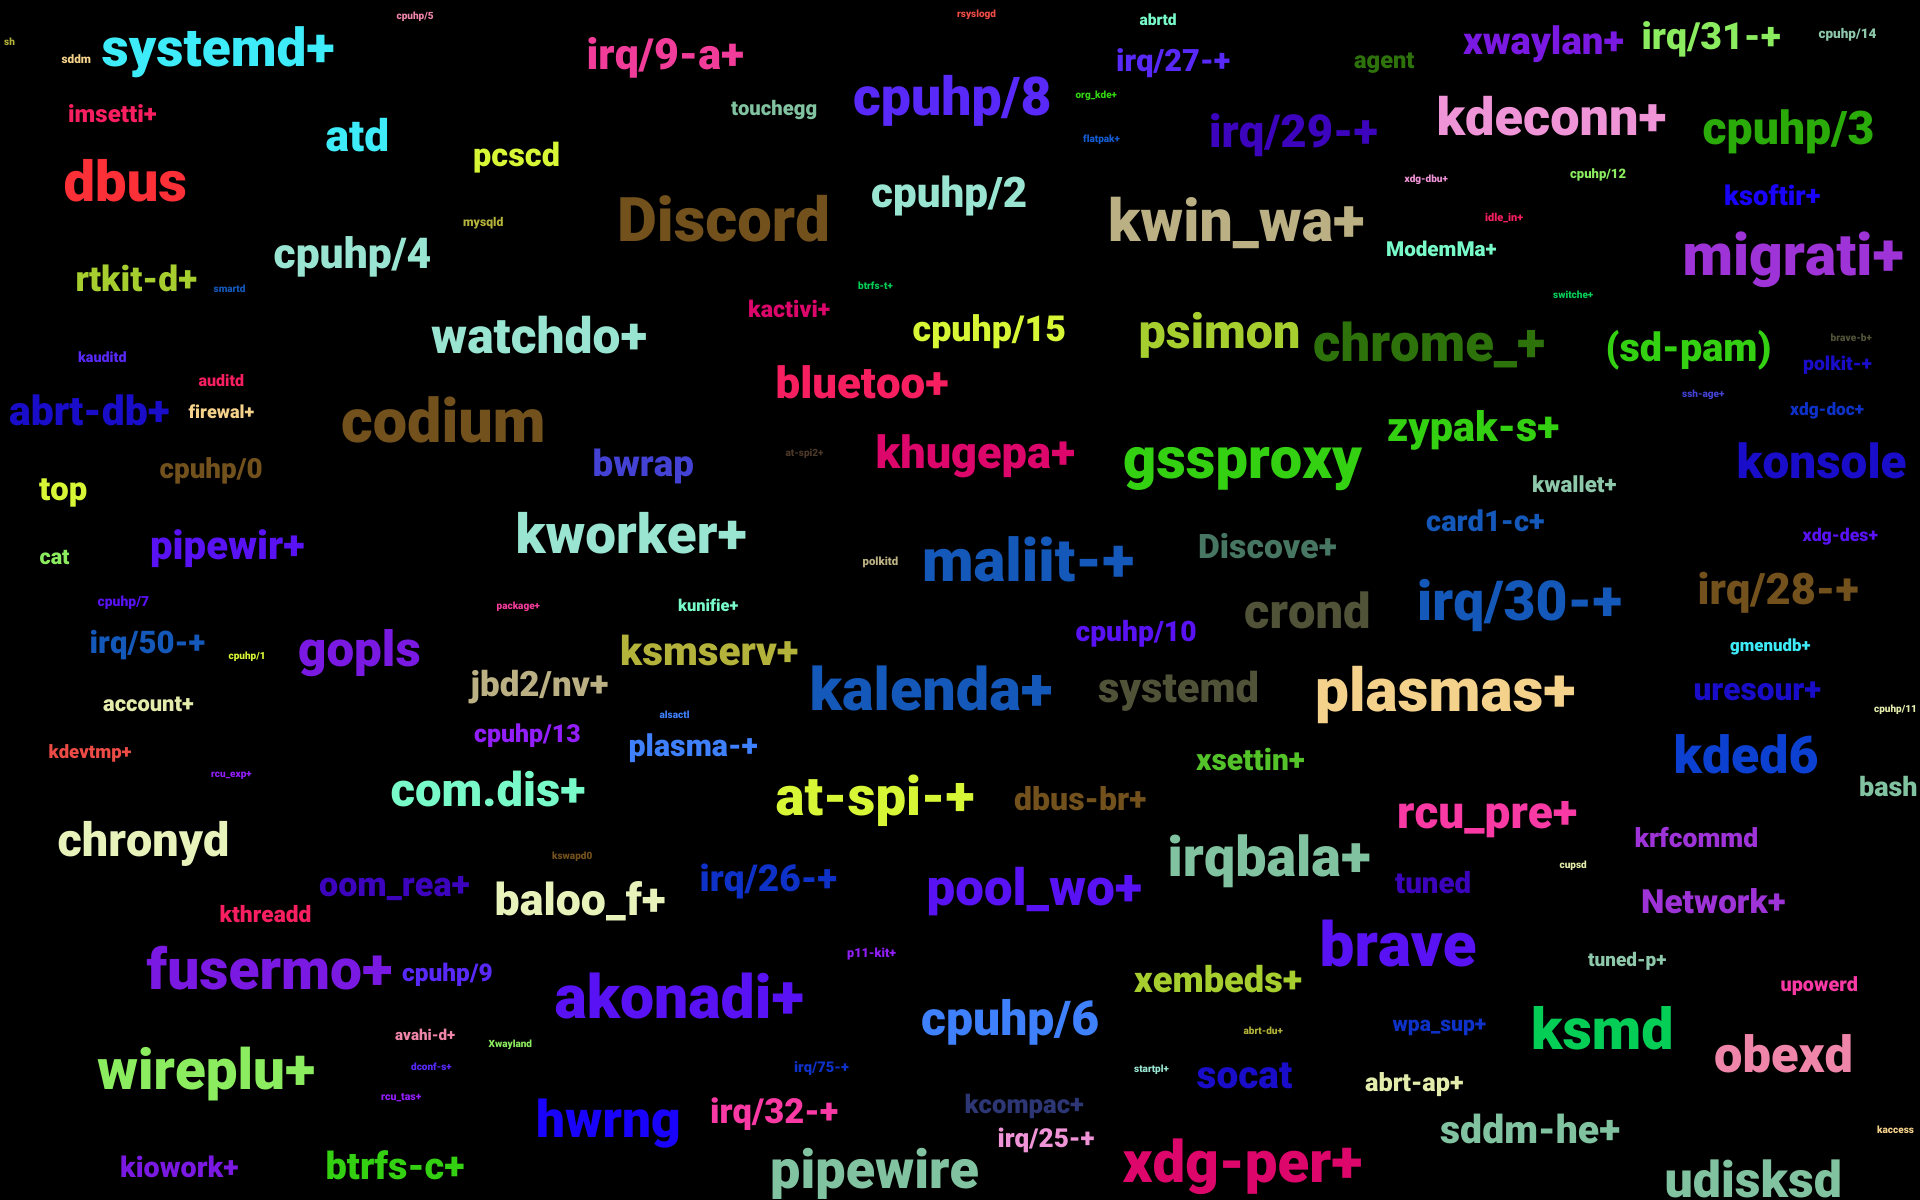 cpuhp/5
rsyslogd
abrtd
sh
sddm
systemd+
irq/9-a+
irq/27-+
agent
xwaylan+
irq/31-+
cpuhp/14
imsetti+
touchegg
cpuhp/8
org_kde+
kdeconn+
atd
flatpak+
irq/29-+
cpuhp/3
pcscd
dbus
cpuhp/2
xdg-dbu+
cpuhp/12
ksoftir+
mysqld
Discord
kwin_wa+
idle_in+
cpuhp/4
ModemMa+
migrati+
rtkit-d+
smartd
btrfs-t+
switche+
kactivi+
watchdo+
cpuhp/15
psimon
chrome_+
(sd-pam)
brave-b+
kauditd
polkit-+
auditd
bluetoo+
ssh-age+
abrt-db+
firewal+
xdg-doc+
codium
zypak-s+
cpuhp/0
bwrap
at-spi2+
khugepa+
gssproxy
konsole
top
kwallet+
card1-c+
pipewir+
kworker+
Discove+
xdg-des+
cat
polkitd
maliit-+
cpuhp/7
package+
kunifie+
crond
irq/30-+
irq/28-+
irq/50-+
cpuhp/1
gopls
ksmserv+
cpuhp/10
gmenudb+
jbd2/nv+
kalenda+
systemd
plasmas+
uresour+
account+
alsactl
cpuhp/11
kdevtmp+
cpuhp/13
plasma-+
xsettin+
kded6
rcu_exp+
com.dis+
at-spi-+
dbus-br+
bash
chronyd
rcu_pre+
krfcommd
kswapd0
irqbala+
cupsd
oom_rea+
baloo_f+
irq/26-+
pool_wo+
tuned
Network+
kthreadd
brave
fusermo+
cpuhp/9
p11-kit+
tuned-p+
akonadi+
xembeds+
upowerd
avahi-d+
Xwayland
cpuhp/6
abrt-du+
wpa_sup+
ksmd
obexd
wireplu+
dconf-s+
irq/75-+
startpl+
socat
abrt-ap+
rcu_tas+
hwrng
irq/32-+
kcompac+
irq/25-+
sddm-he+
kaccess
kiowork+
btrfs-c+
pipewire
xdg-per+
udisksd